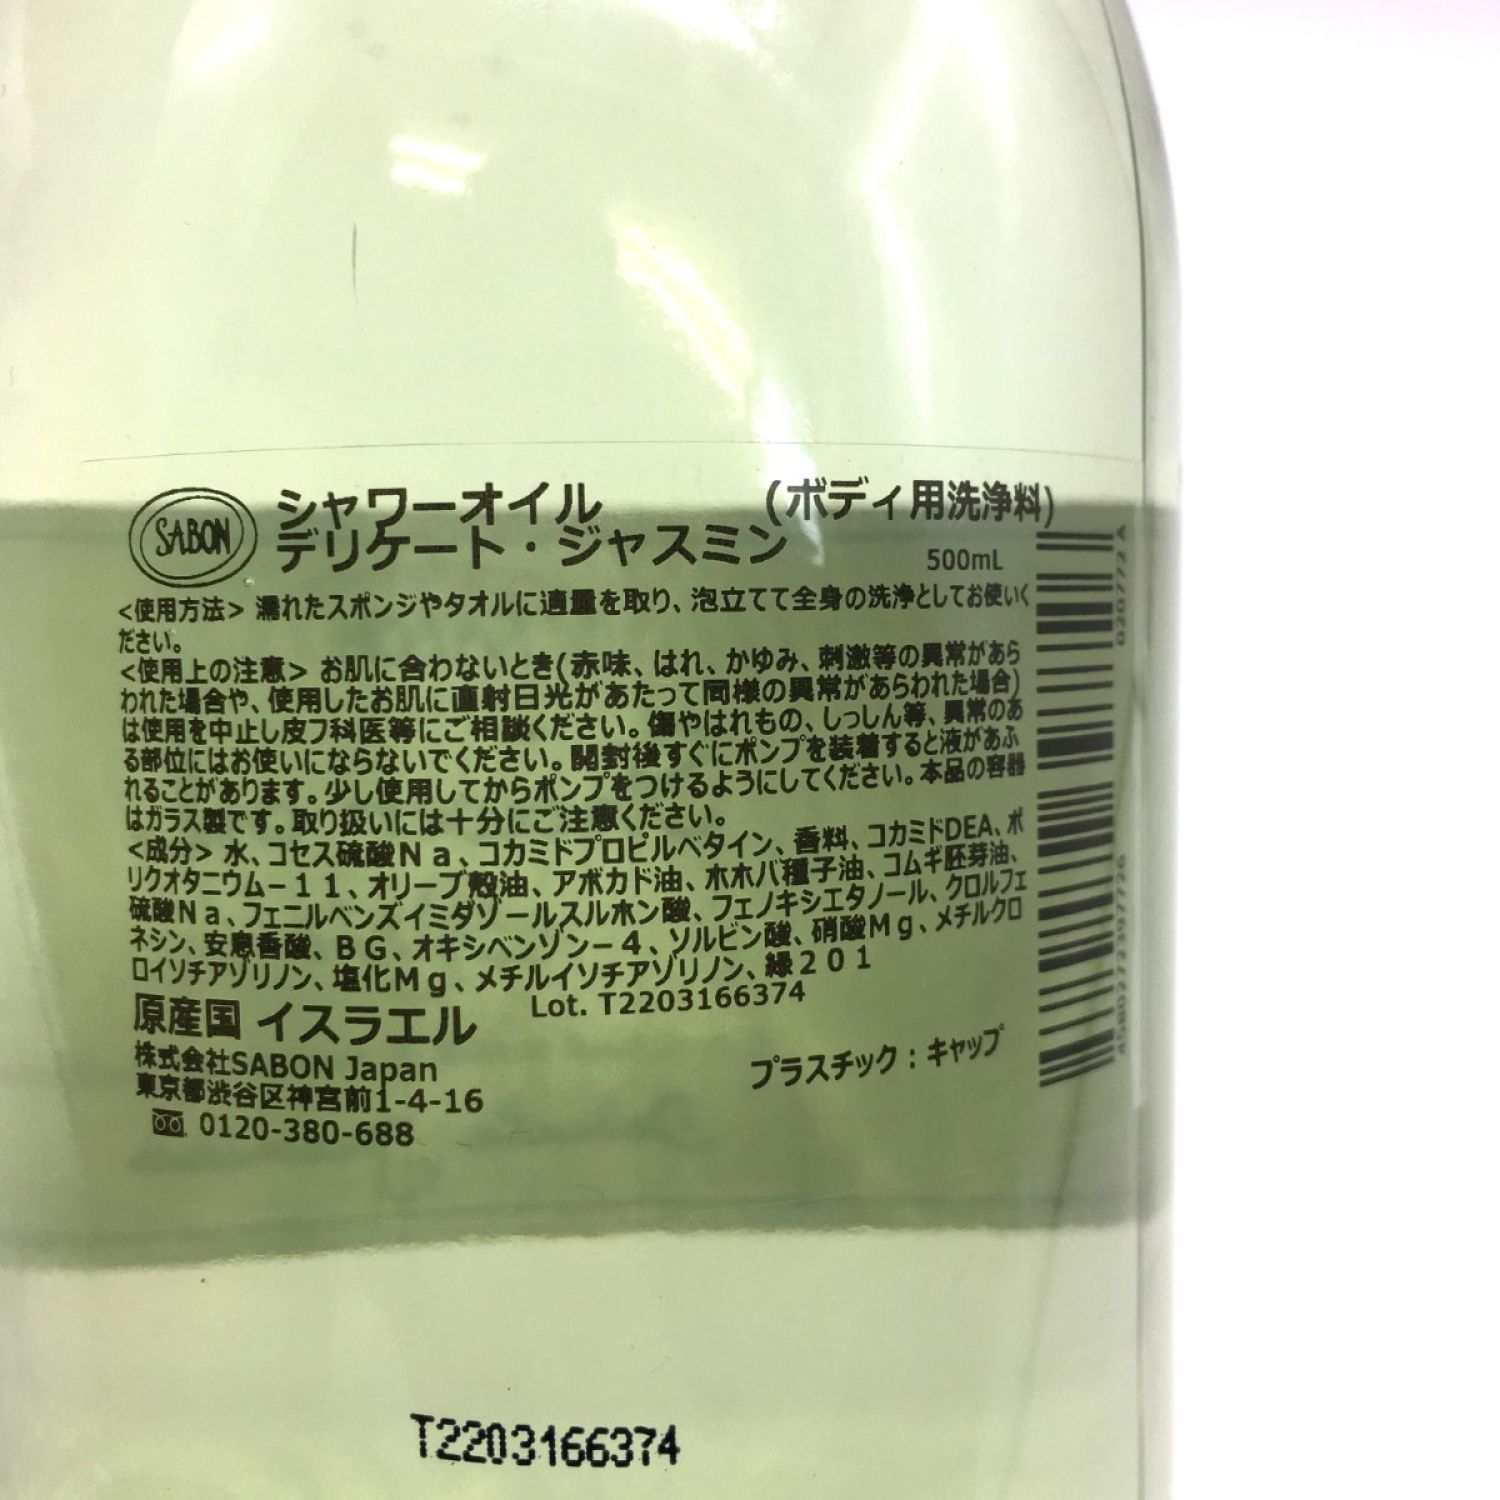 SABON
シャワーオイル (ボディ用洗浄料)
デリケート・ジャスミン 500mL
<使用方法> 濡れたスポンジやタオルに適量を取り、泡立てて全身の洗浄としてお使いく
ださい。
<使用上の注意> お肌に合わないとき(赤味、はれ、かゆみ、刺激等の異常があら
われた場合や、使用したお肌に直射日光があたって同様の異常があらわれた場合)
は使用を中止し皮フ科医等にご相談ください。傷やはれもの、しっしん等、異常のあ
る部位にはお使いにならないでください。開封後すぐにポンプを装着すると液があふ
れることがあります。少し使用してからポンプをつけるようにしてください。本品の容器
はガラス製です。取り扱いには十分にご注意ください。
<成分> 水、コセス硫酸Ｎａ、コカミドプロピルベタイン、香料、コカミドDEA、ポ
リクオタニウム－１１、オリーブ殻油、アボカド油、ホホバ種子油、コムギ胚芽油、
硫酸Ｎａ、フェニルベンズイミダゾールスルホン酸、フェノキシエタノール、クロルフェ
ネシン、安息香酸、ＢＧ、オキシベンゾン－４、ソルビン酸、硝酸Ｍｇ、メチルクロ
ロイソチアゾリノン、塩化Ｍｇ、メチルイソチアゾリノン、緑２０１
Lot. T2203166374
原産国 イスラエル
株式会社SABON Japan
東京都渋谷区神宮前1-4-16
0120-380-688
プラスチック：キャップ
020772 A
T2203166374